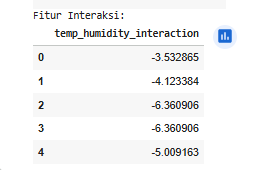 Fitur Interaksi:
temp_humidity_interaction
0 -3.532865
1 -4.123384
2 -6.360906
3 -6.360906
4 -5.009163